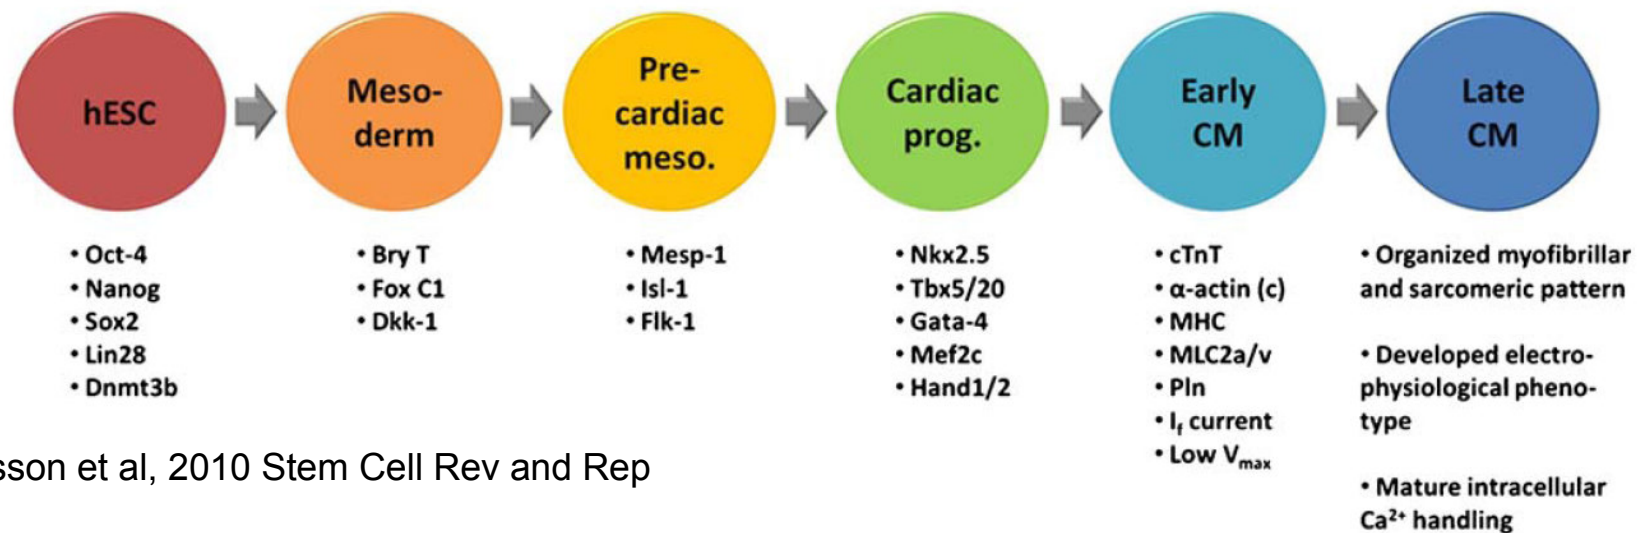 hESC
Meso-
derm
Pre-
cardiac
meso.
Cardiac
prog.
Early
CM
Late
CM
• Oct-4
• Nanog
• Sox2
• Lin28
• Dnmt3b
• Bry T
• Fox C1
• Dkk-1
• Mesp-1
• Isl-1
• Flk-1
• Nkx2.5
• Tbx5/20
• Gata-4
• Mef2c
• Hand1/2
• cTnT
• α-actin (c)
• MHC
• MLC2a/v
• Pln
• If current
• Low Vmax
• Organized myofibrillar
and sarcomeric pattern
• Developed electro-
physiological pheno-
type
• Mature intracellular
Ca²⁺ handling
sson et al, 2010 Stem Cell Rev and Rep